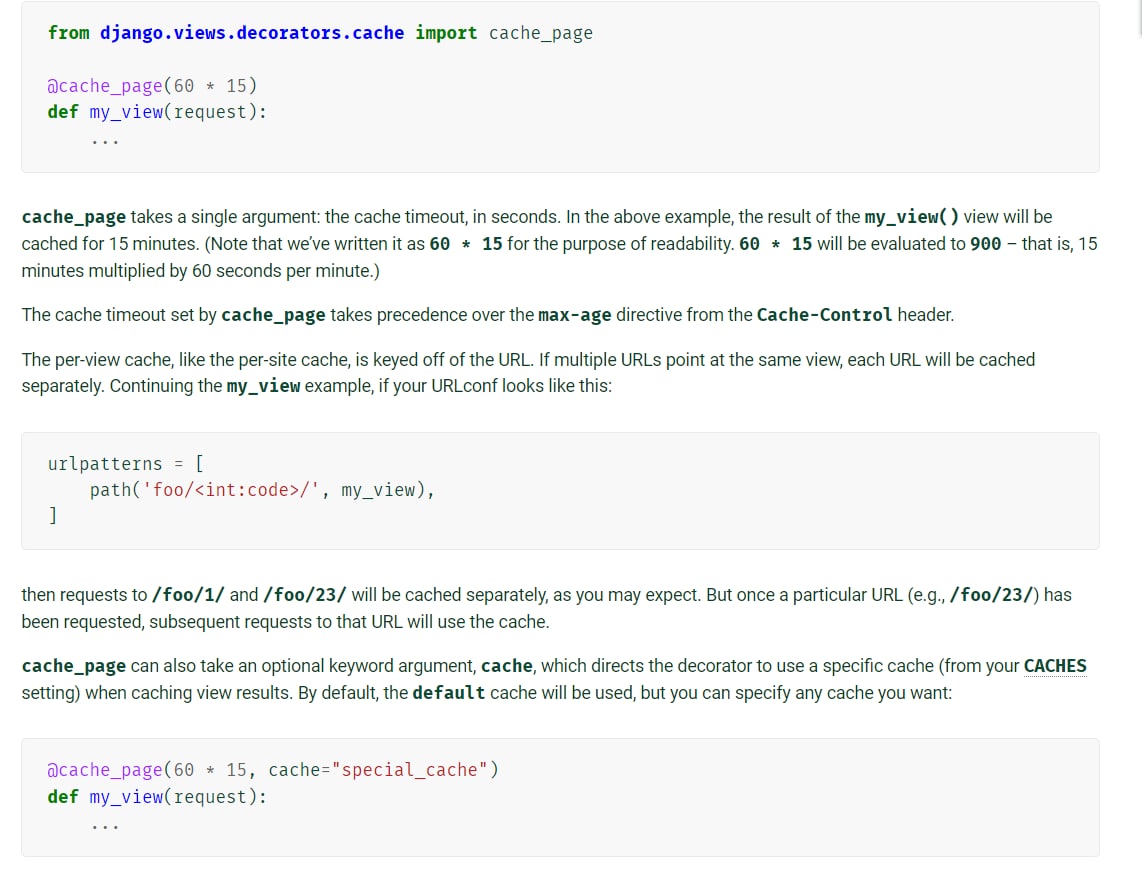 from django.views.decorators.cache import cache_page
@cache_page(60 * 15)
def my_view(request):
    ...
cache_page takes a single argument: the cache timeout, in seconds. In the above example, the result of the my_view() view will be
cached for 15 minutes. (Note that we’ve written it as 60 * 15 for the purpose of readability. 60 * 15 will be evaluated to 900 – that is, 15
minutes multiplied by 60 seconds per minute.)
The cache timeout set by cache_page takes precedence over the max-age directive from the Cache-Control header.
The per-view cache, like the per-site cache, is keyed off of the URL. If multiple URLs point at the same view, each URL will be cached
separately. Continuing the my_view example, if your URLconf looks like this:
urlpatterns = [
    path('foo/<int:code>/', my_view),
]
then requests to /foo/1/ and /foo/23/ will be cached separately, as you may expect. But once a particular URL (e.g., /foo/23/) has
been requested, subsequent requests to that URL will use the cache.
cache_page can also take an optional keyword argument, cache, which directs the decorator to use a specific cache (from your CACHES
setting) when caching view results. By default, the default cache will be used, but you can specify any cache you want:
@cache_page(60 * 15, cache="special_cache")
def my_view(request):
    ...